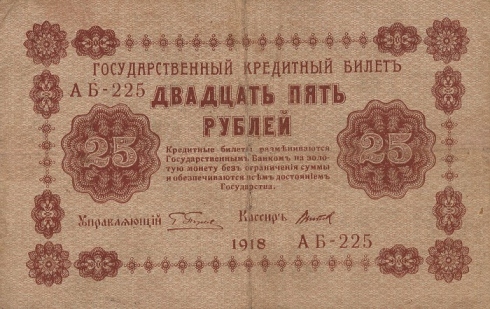 ГОСУДАРСТВЕННЫЙ КРЕДИТНЫЙ БИЛЕТЪ
АБ-225
ДВАДЦАТЬ ПЯТЬ
РУБЛЕЙ
25
25
Кредитные билеты размѣниваются
Государственнымъ Банкомъ на золо-
тую монету безъ ограниченія суммы
и обезпечиваются всѣмъ достояніемъ
Государства.
Управляющій
Кассиръ
1918
АБ-225